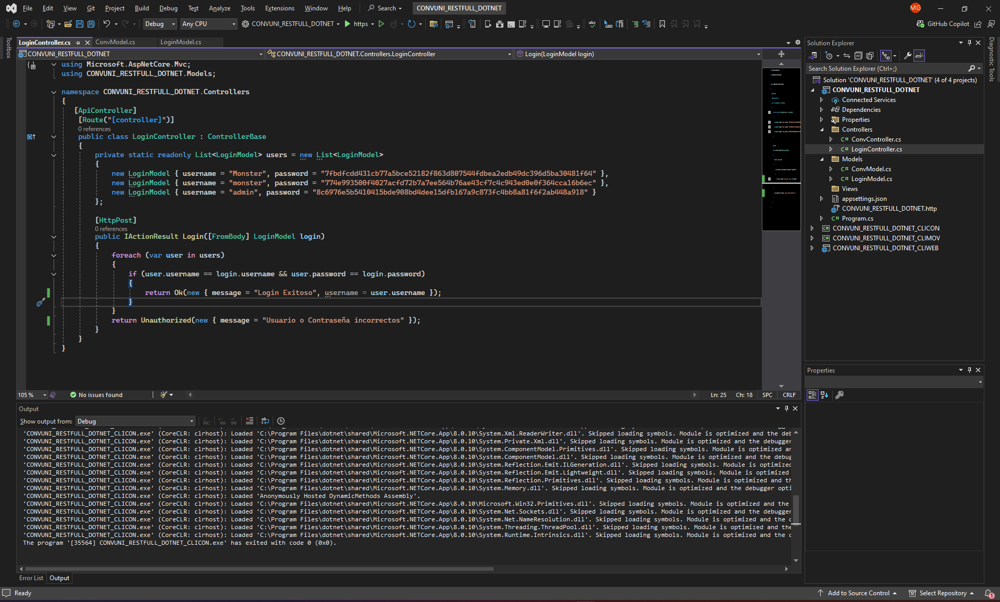 File Edit View Git Project Build Debug Test Analyze Tools Extensions Window Help Search CONVUNI_RESTFULL_DOTNET MG
Debug Any CPU CONVUNI_RESTFULL_DOTNET https GitHub Copilot
Toolbox
LoginController.cs ConvModel.cs LoginModel.cs
CONVUNI_RESTFULL_DOTNET CONVUNI_RESTFULL_DOTNET.Controllers.LoginController Login(LoginModel login)
using Microsoft.AspNetCore.Mvc;
using CONVUNI_RESTFULL_DOTNET.Models;
namespace CONVUNI_RESTFULL_DOTNET.Controllers
{
[ApiController]
[Route("[controller]")]
0 references
public class LoginController : ControllerBase
{
private static readonly List<LoginModel> users = new List<LoginModel>
{
new LoginModel { username = "Monster", password = "7fbdfcdd431cb77a5bce52182f863d807544fdbea2edb49dc396d5ba30481f64" },
new LoginModel { username = "monster", password = "774e993500f4027acfd72b7a7ee564b76ae43cf7c4c943ed0e0f364cca16b6ec" },
new LoginModel { username = "admin", password = "8c6976e5b5410415bde908bd4dee15dfb167a9c873fc4bb8a81f6f2ab448a918" }
};
[HttpPost]
0 references
public IActionResult Login([FromBody] LoginModel login)
{
foreach (var user in users)
{
if (user.username == login.username && user.password == login.password)
{
return Ok(new { message = "Login Exitoso", username = user.username });
}
}
return Unauthorized(new { message = "Usuario o Contraseña incorrectos" });
}
}
}
105 % No issues found Ln: 25 Ch: 18 SPC CRLF
Output
Show output from: Debug
'CONVUNI_RESTFULL_DOTNET_CLICON.exe' (CoreCLR: clrhost): Loaded 'C:\Program Files\dotnet\shared\Microsoft.NETCore.App\8.0.10\System.Xml.ReaderWriter.dll'. Skipped loading symbols. Module is optimized and the deb
'CONVUNI_RESTFULL_DOTNET_CLICON.exe' (CoreCLR: clrhost): Loaded 'C:\Program Files\dotnet\shared\Microsoft.NETCore.App\8.0.10\System.Private.Xml.dll'. Skipped loading symbols. Module is optimized and the debugger
'CONVUNI_RESTFULL_DOTNET_CLICON.exe' (CoreCLR: clrhost): Loaded 'C:\Program Files\dotnet\shared\Microsoft.NETCore.App\8.0.10\System.ComponentModel.Primitives.dll'. Skipped loading symbols. Module is optimized an
'CONVUNI_RESTFULL_DOTNET_CLICON.exe' (CoreCLR: clrhost): Loaded 'C:\Program Files\dotnet\shared\Microsoft.NETCore.App\8.0.10\System.ComponentModel.dll'. Skipped loading symbols. Module is optimized and the debug
'CONVUNI_RESTFULL_DOTNET_CLICON.exe' (CoreCLR: clrhost): Loaded 'C:\Program Files\dotnet\shared\Microsoft.NETCore.App\8.0.10\System.Reflection.Emit.ILGeneration.dll'. Skipped loading symbols. Module is optimized
'CONVUNI_RESTFULL_DOTNET_CLICON.exe' (CoreCLR: clrhost): Loaded 'C:\Program Files\dotnet\shared\Microsoft.NETCore.App\8.0.10\System.Reflection.Emit.Lightweight.dll'. Skipped loading symbols. Module is optimized
'CONVUNI_RESTFULL_DOTNET_CLICON.exe' (CoreCLR: clrhost): Loaded 'C:\Program Files\dotnet\shared\Microsoft.NETCore.App\8.0.10\System.Reflection.Primitives.dll'. Skipped loading symbols. Module is optimized and th
'CONVUNI_RESTFULL_DOTNET_CLICON.exe' (CoreCLR: clrhost): Loaded 'C:\Program Files\dotnet\shared\Microsoft.NETCore.App\8.0.10\System.Memory.dll'. Skipped loading symbols. Module is optimized and the debugger opti
'CONVUNI_RESTFULL_DOTNET_CLICON.exe' (CoreCLR: clrhost): Loaded 'Anonymously Hosted DynamicMethods Assembly'.
'CONVUNI_RESTFULL_DOTNET_CLICON.exe' (CoreCLR: clrhost): Loaded 'C:\Program Files\dotnet\shared\Microsoft.NETCore.App\8.0.10\Microsoft.Win32.Primitives.dll'. Skipped loading symbols. Module is optimized and the
'CONVUNI_RESTFULL_DOTNET_CLICON.exe' (CoreCLR: clrhost): Loaded 'C:\Program Files\dotnet\shared\Microsoft.NETCore.App\8.0.10\System.Net.Sockets.dll'. Skipped loading symbols. Module is optimized and the debugger
'CONVUNI_RESTFULL_DOTNET_CLICON.exe' (CoreCLR: clrhost): Loaded 'C:\Program Files\dotnet\shared\Microsoft.NETCore.App\8.0.10\System.Net.NameResolution.dll'. Skipped loading symbols. Module is optimized and the d
'CONVUNI_RESTFULL_DOTNET_CLICON.exe' (CoreCLR: clrhost): Loaded 'C:\Program Files\dotnet\shared\Microsoft.NETCore.App\8.0.10\System.Threading.ThreadPool.dll'. Skipped loading symbols. Module is optimized and the
'CONVUNI_RESTFULL_DOTNET_CLICON.exe' (CoreCLR: clrhost): Loaded 'C:\Program Files\dotnet\shared\Microsoft.NETCore.App\8.0.10\System.Runtime.Intrinsics.dll'. Skipped loading symbols. Module is optimized and the d
The program '[35564] CONVUNI_RESTFULL_DOTNET_CLICON.exe' has exited with code 0 (0x0).
Error List Output
Solution Explorer
Search Solution Explorer (Ctrl+;)
Solution 'CONVUNI_RESTFULL_DOTNET' (4 of 4 projects)
CONVUNI_RESTFULL_DOTNET
Connected Services
Dependencies
Properties
Controllers
C# ConvController.cs
C# LoginController.cs
Models
C# ConvModel.cs
C# LoginModel.cs
Views
appsettings.json
CONVUNI_RESTFULL_DOTNET.http
C# Program.cs
CONVUNI_RESTFULL_DOTNET_CLICON
CONVUNI_RESTFULL_DOTNET_CLIMOV
CONVUNI_RESTFULL_DOTNET_CLIWEB
Properties
Diagnostic Tools
Ready Add to Source Control Select Repository 1